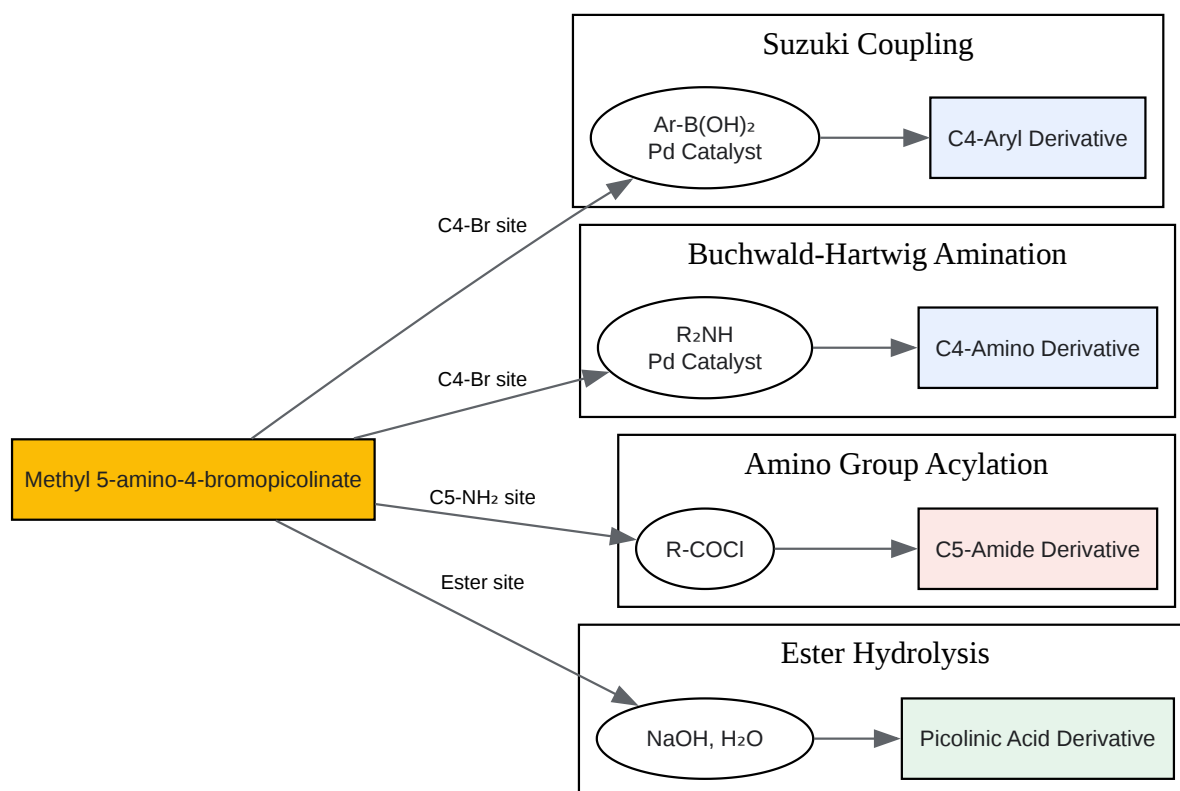 Suzuki Coupling
Ar-B(OH)₂
Pd Catalyst
C4-Aryl Derivative
C4-Br site
Buchwald-Hartwig Amination
R₂NH
Pd Catalyst
C4-Amino Derivative
C4-Br site
Methyl 5-amino-4-bromopicolinate
Amino Group Acylation
C5-NH₂ site
R-COCl
C5-Amide Derivative
Ester site
Ester Hydrolysis
NaOH, H₂O
Picolinic Acid Derivative